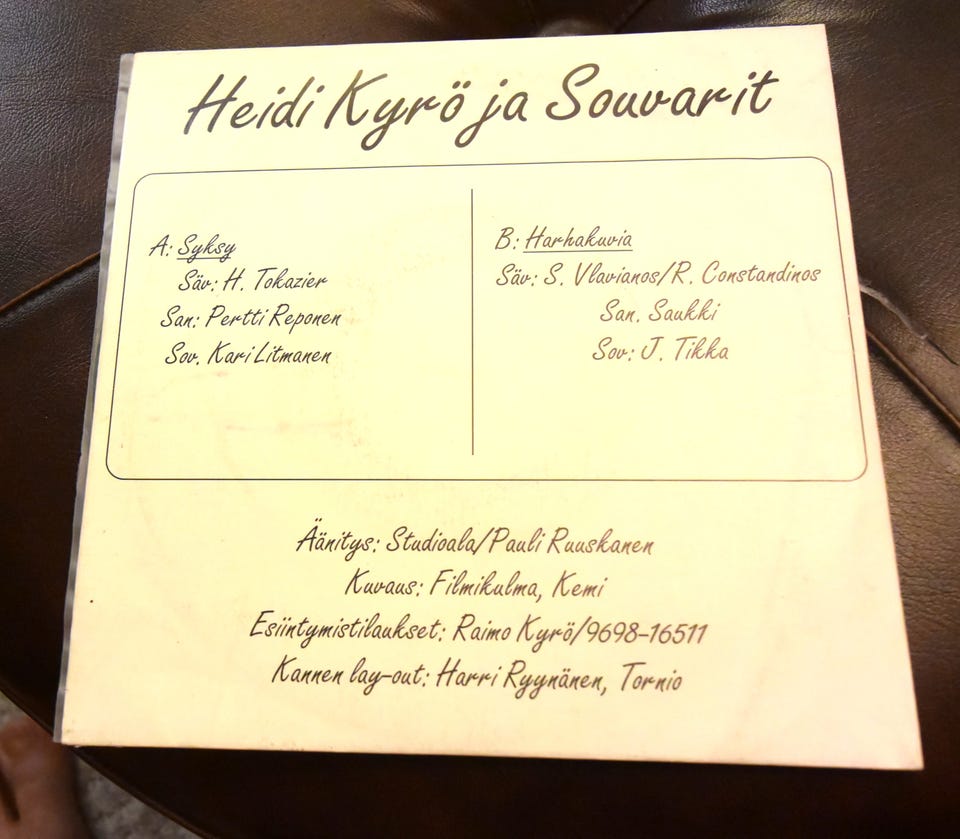 Heidi Kyrö ja Souvarit
A: Syksy
Säv: H. Tokazier
San: Pertti Reponen
Sov. Kari Litmanen
B: Harhakuvia
Säv: S. Vlavianos/R. Constandinos
San. Saukki
Sov: J. Tikka
Äänitys: Studioala/Pauli Ruuskanen
Kuvaus: Filmikulma, Kemi
Esiintymistilaukset: Raimo Kyrö/9698-16511
Kannen lay-out: Harri Ryynänen, Tornio